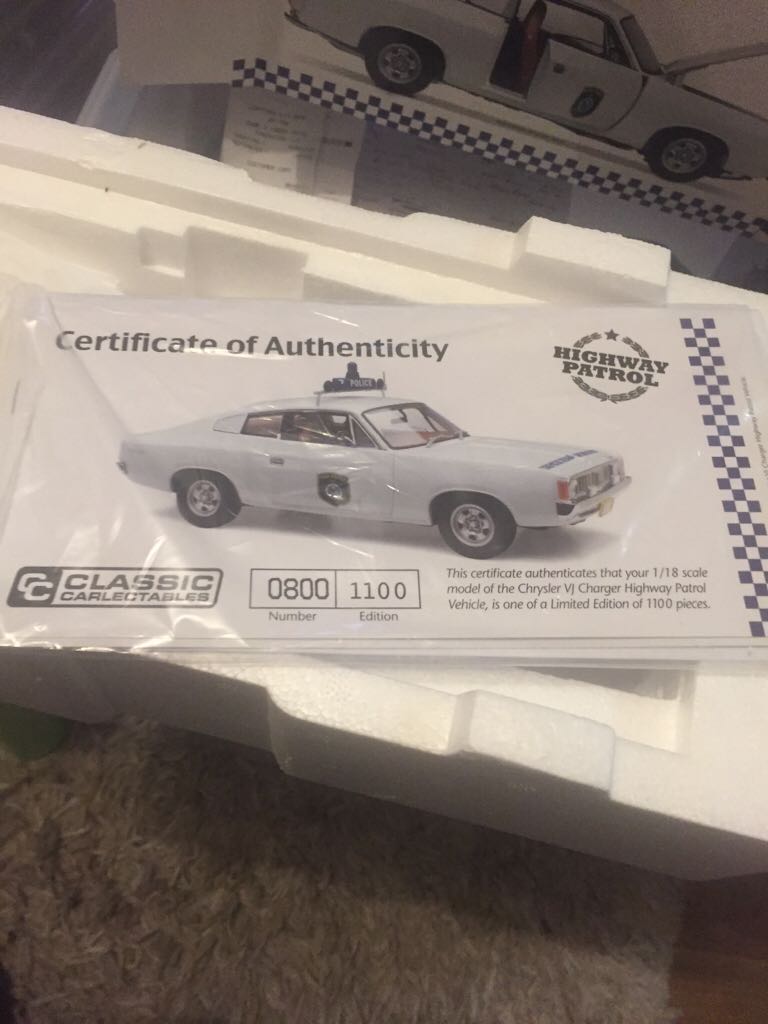 Certificate of Authenticity
HIGHWAY
PATROL
POLICE
CC CLASSIC
CARLECTABLES
0800 1100
Number Edition
This certificate authenticates that your 1/18 scale
model of the Chrysler VJ Charger Highway Patrol
Vehicle, is one of a Limited Edition of 1100 pieces.